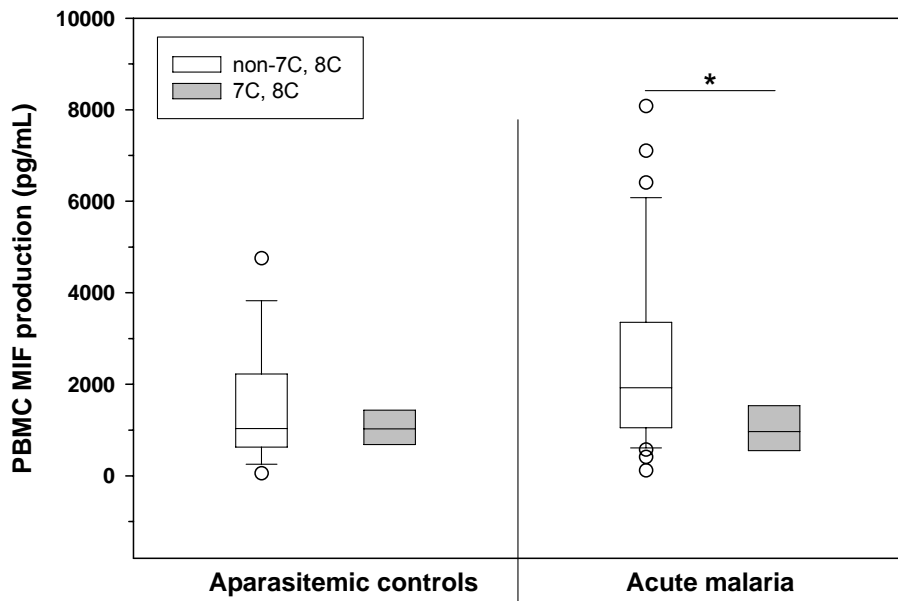 10000
non-7C, 8C
7C, 8C
*
8000
6000
4000
2000
0
PBMC MIF production (pg/mL)
Aparasitemic controls
Acute malaria